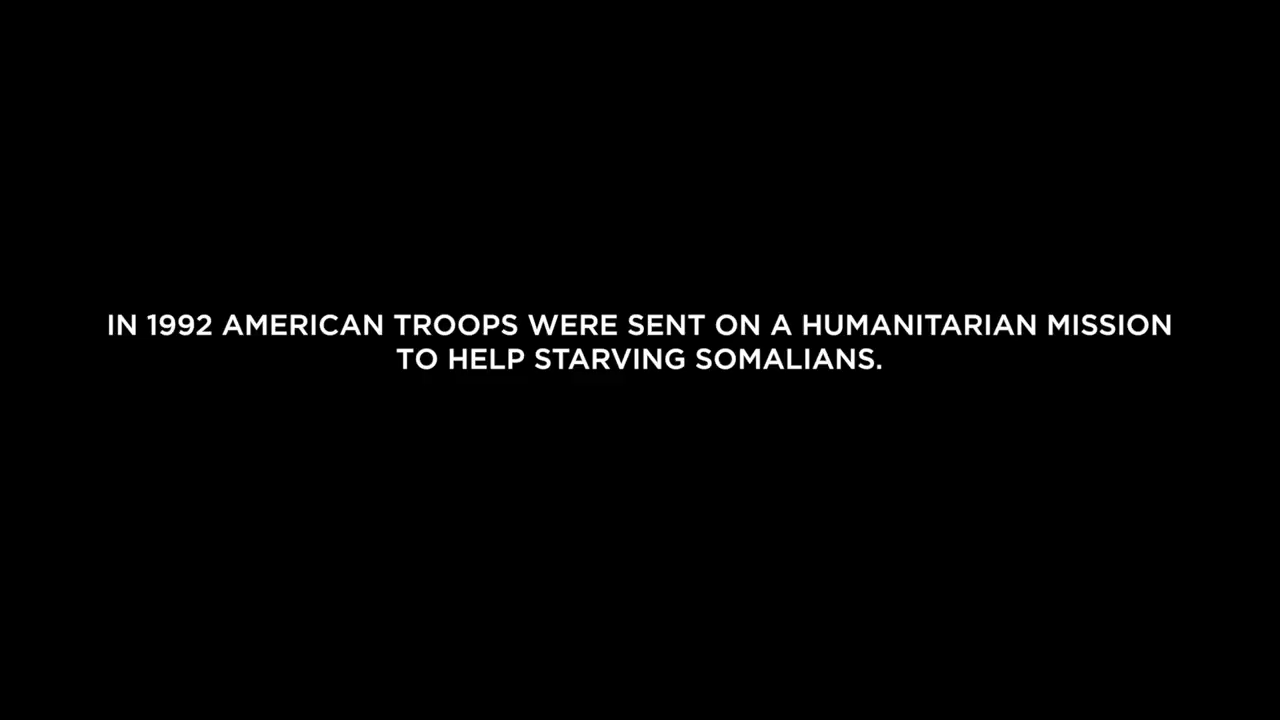 IN 1992 AMERICAN TROOPS WERE SENT ON A HUMANITARIAN MISSION
TO HELP STARVING SOMALIANS.